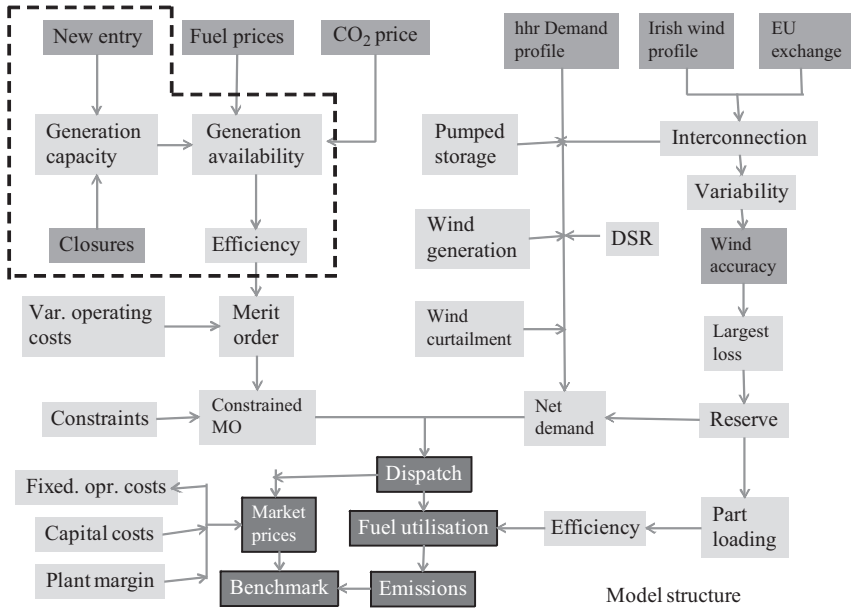 New entry
Fuel prices
CO2 price
hhr Demand
profile
Irish wind
profile
EU
exchange
Generation
capacity
Generation
availability
Pumped
storage
Interconnection
Variability
Closures
Efficiency
Wind
generation
DSR
Wind
accuracy
Var. operating
costs
Merit
order
Wind
curtailment
Largest
loss
Constraints
Constrained
MO
Net
demand
Reserve
Fixed. opr. costs
Dispatch
Capital costs
Market
prices
Fuel utilisation
Efficiency
Part
loading
Plant margin
Benchmark
Emissions
Model structure